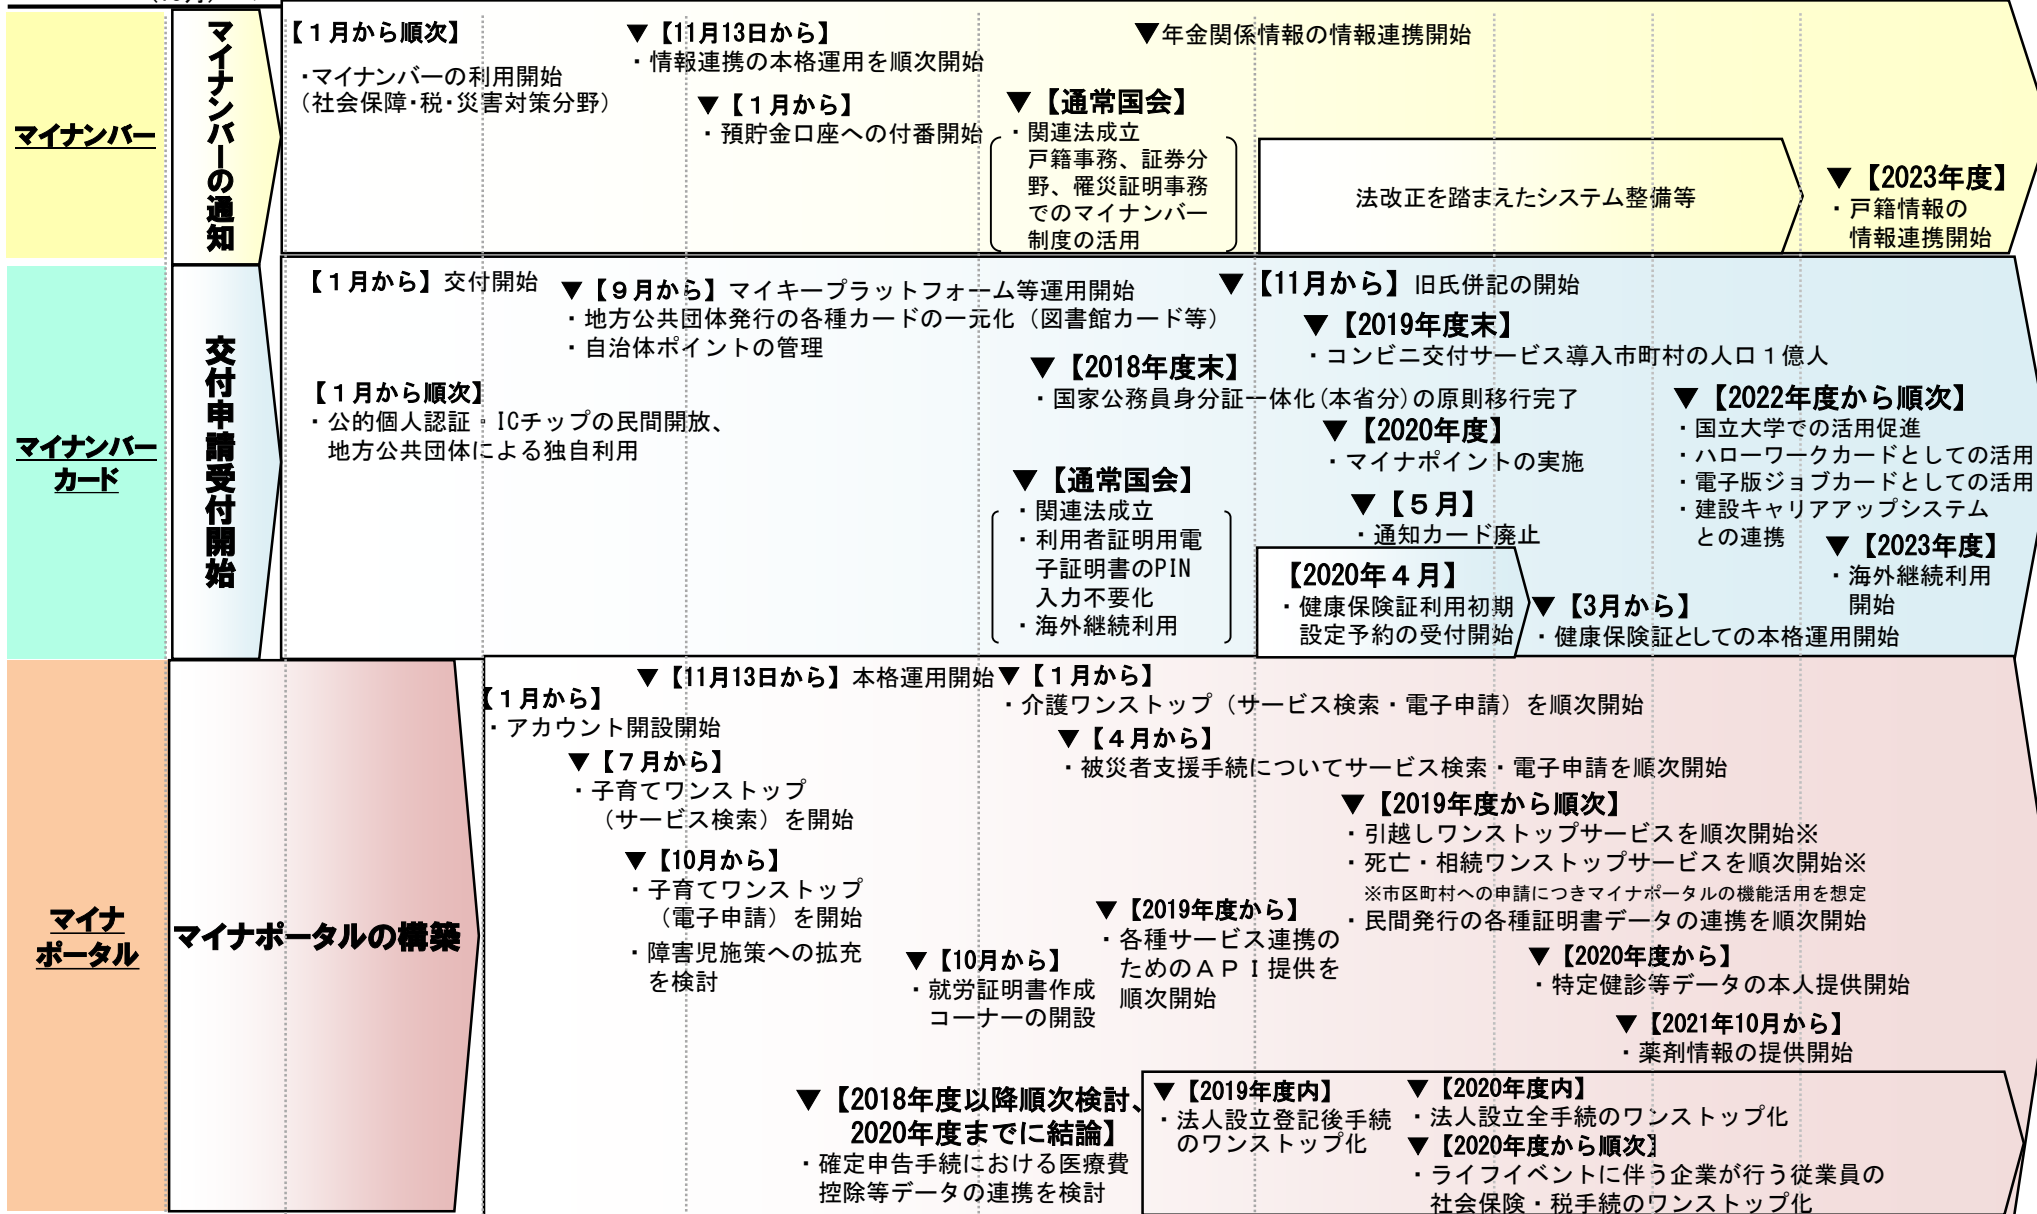 マイナンバー
マイナンバーの通知
【１月から順次】
・マイナンバーの利用開始
（社会保障・税・災害対策分野）
▼【11月13日から】
・情報連携の本格運用を順次開始
▼【１月から】
・預貯金口座への付番開始
▼年金関係情報の情報連携開始
▼【通常国会】
・関連法成立
戸籍事務、証券分
野、罹災証明事務
でのマイナンバー
制度の活用
法改正を踏まえたシステム整備等
▼【2023年度】
・戸籍情報の
情報連携開始
マイナンバー
カード
交付申請受付開始
【１月から】交付開始
▼【９月から】マイキープラットフォーム等運用開始
・地方公共団体発行の各種カードの一元化（図書館カード等）
・自治体ポイントの管理
【１月から順次】
・公的個人認証・ICチップの民間開放、
地方公共団体による独自利用
▼【11月から】旧氏併記の開始
▼【2019年度末】
・コンビニ交付サービス導入市町村の人口１億人
▼【2018年度末】
・国家公務員身分証一体化(本省分)の原則移行完了
▼【2020年度】
・マイナポイントの実施
▼【2022年度から順次】
・国立大学での活用促進
・ハローワークカードとしての活用
・電子版ジョブカードとしての活用
・建設キャリアアップシステム
との連携
▼【通常国会】
・関連法成立
・利用者証明用電
子証明書のPIN
入力不要化
・海外継続利用
▼【５月】
・通知カード廃止
【2020年４月】
・健康保険証利用初期
設定予約の受付開始
▼【3月から】
・健康保険証としての本格運用開始
▼【2023年度】
・海外継続利用
開始
マイナ
ポータル
マイナポータルの構築
【１月から】
・アカウント開設開始
▼【11月13日から】本格運用開始
▼【７月から】
・子育てワンストップ
（サービス検索）を開始
▼【10月から】
・子育てワンストップ
（電子申請）を開始
・障害児施策への拡充
を検討
▼【１月から】
・介護ワンストップ（サービス検索・電子申請）を順次開始
▼【４月から】
・被災者支援手続についてサービス検索・電子申請を順次開始
▼【2019年度から順次】
・引越しワンストップサービスを順次開始※
・死亡・相続ワンストップサービスを順次開始※
※市区町村への申請につきマイナポータルの機能活用を想定
・民間発行の各種証明書データの連携を順次開始
▼【10月から】
・就労証明書作成
コーナーの開設
▼【2019年度から】
・各種サービス連携の
ためのＡＰＩ提供を
順次開始
▼【2020年度から】
・特定健診等データの本人提供開始
▼【2021年10月から】
・薬剤情報の提供開始
▼【2018年度以降順次検討、
2020年度までに結論】
・確定申告手続における医療費
控除等データの連携を検討
▼【2019年度内】
・法人設立登記後手続
のワンストップ化
▼【2020年度内】
・法人設立全手続のワンストップ化
▼【2020年度から順次】
・ライフイベントに伴う企業が行う従業員の
社会保険・税手続のワンストップ化